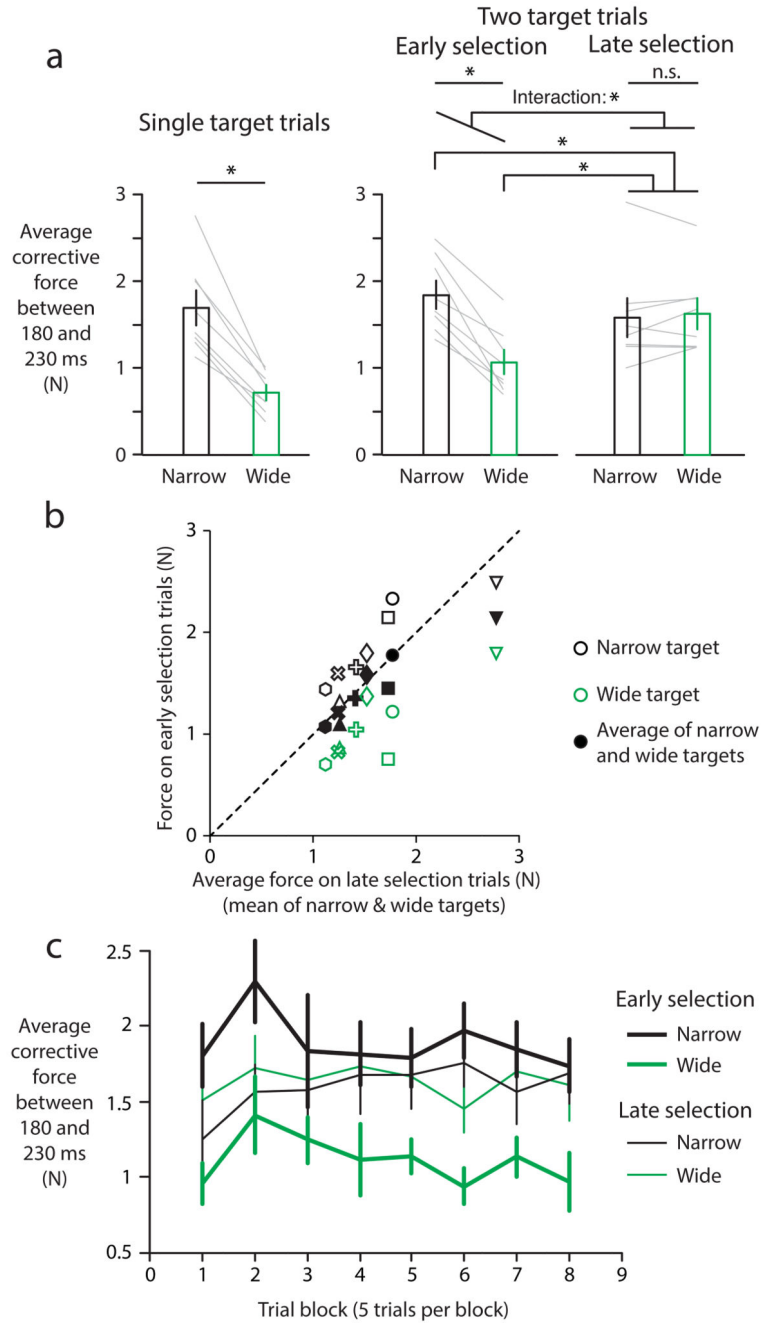 Two target trials
a
Early selection
Late selection
*
n.s.
Interaction: *
Single target trials
*
*
*
3
2
1
0
Average
corrective
force
between
180 and
230 ms
(N)
Narrow
Wide
3
2
1
0
Narrow
Wide
Narrow
Wide
b
3
2
1
0
Force on early selection trials (N)
0
1
2
3
Average force on late selection trials (N)
(mean of narrow & wide targets)
Narrow target
Wide target
Average of narrow
and wide targets
c
2.5
2
1.5
1
0.5
Average
corrective
force
between
180 and
230 ms
(N)
0
1
2
3
4
5
6
7
8
9
Trial block (5 trials per block)
Early selection
Narrow
Wide
Late selection
Narrow
Wide